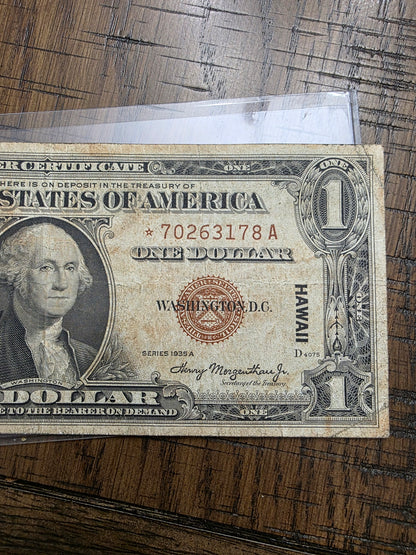 ER CERTIFICATE ONE
HERE IS ON DEPOSIT IN THE TREASURY OF
STATES OF AMERICA
1
* 70263178 A
ONE DOLLAR
WASHINGTON, D.C.
HAWAII
ONE
SERIES 1935 A
D 4075
Henry Morgenthau Jr.
Secretary of the Treasury.
WASHINGTON
DOLLAR
1
E TO THE BEARER ON DEMAND
ONE